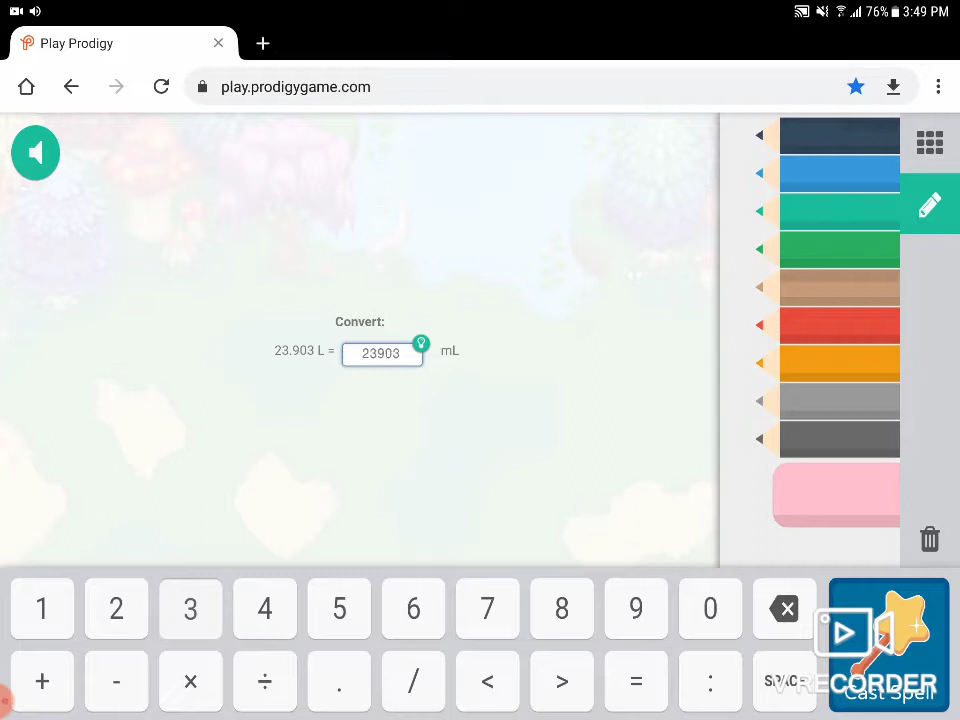 76% 3:49 PM
Play Prodigy
play.prodigygame.com
Convert:
23.903 L = 23903 mL
1 2 3 4 5 6 7 8 9 0
+ - × ÷ . / < > = : SPACE
V RECORDER
Cast Spell